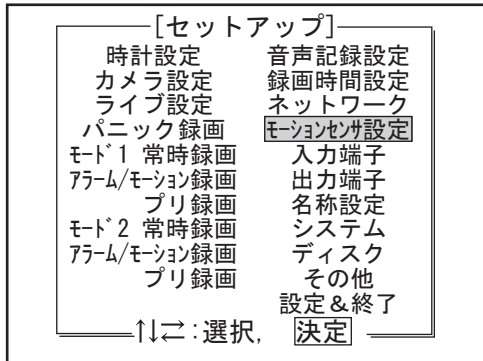 [セットアップ]
時計設定 音声記録設定
カメラ設定 録画時間設定
ライブ設定 ネットワーク
パニック録画 ﾓｰｼｮﾝｾﾝｻ設定
ﾓｰﾄﾞ1 常時録画 入力端子
ｱﾗｰﾑ/ﾓｰｼｮﾝ録画 出力端子
プリ録画 名称設定
ﾓｰﾄﾞ2 常時録画 システム
ｱﾗｰﾑ/ﾓｰｼｮﾝ録画 ディスク
プリ録画 その他
設定&終了
↑↓⇄:選択, 決定